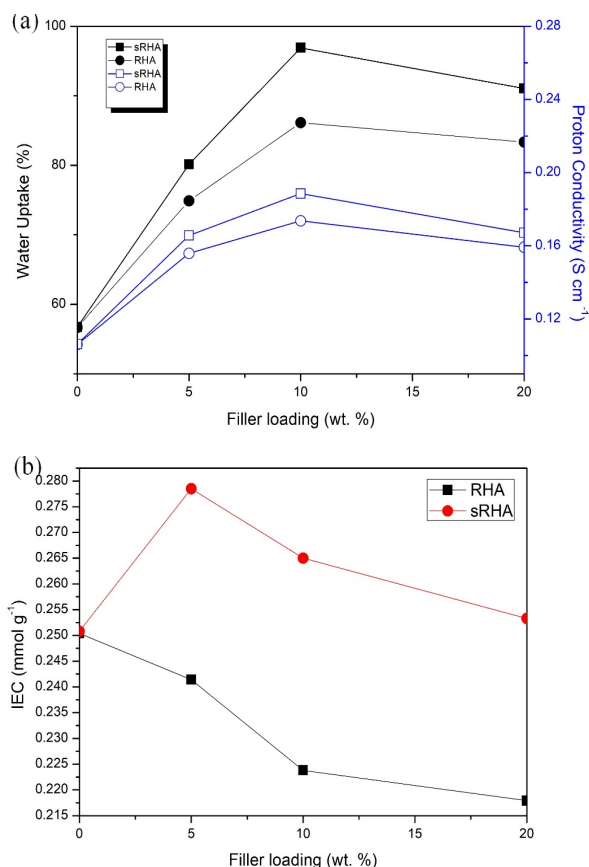 (a)
100
80
60
Water Uptake (%)
sRHA
RHA
sRHA
RHA
0.28
0.24
0.20
0.16
0.12
Proton Conductivity (S cm⁻¹)
0 5 10 15 20
Filler loading (wt. %)
(b)
0.280
0.275
0.270
0.265
0.260
0.255
0.250
0.245
0.240
0.235
0.230
0.225
0.220
0.215
IEC (mmol g⁻¹)
RHA
sRHA
0 5 10 15 20
Filler loading (wt. %)